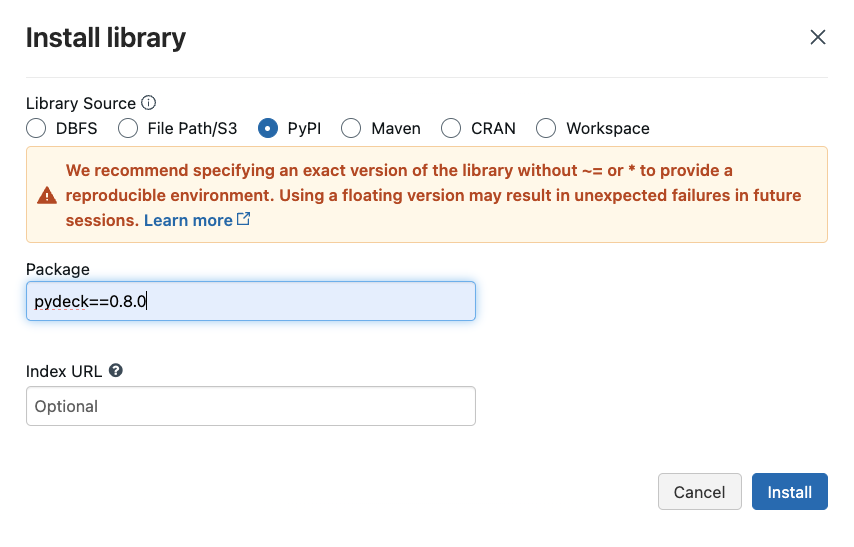 Install library
Library Source
DBFS File Path/S3 PyPI Maven CRAN Workspace
We recommend specifying an exact version of the library without ~= or * to provide a
reproducible environment. Using a floating version may result in unexpected failures in future
sessions. Learn more
Package
pydeck==0.8.0
Index URL
Optional
Cancel Install